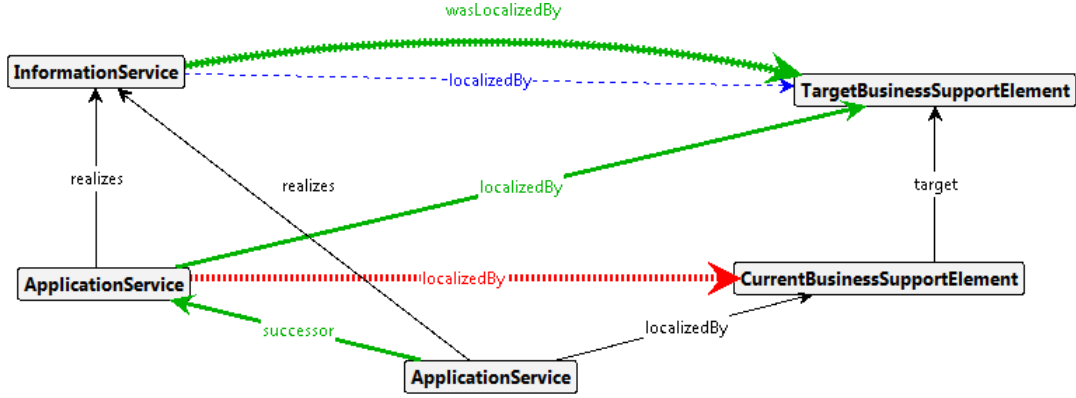 wasLocalizedBy
InformationService
localizedBy
TargetBusinessSupportElement
realizes
realizes
localizedBy
target
ApplicationService
localizedBy
CurrentBusinessSupportElement
successor
localizedBy
ApplicationService